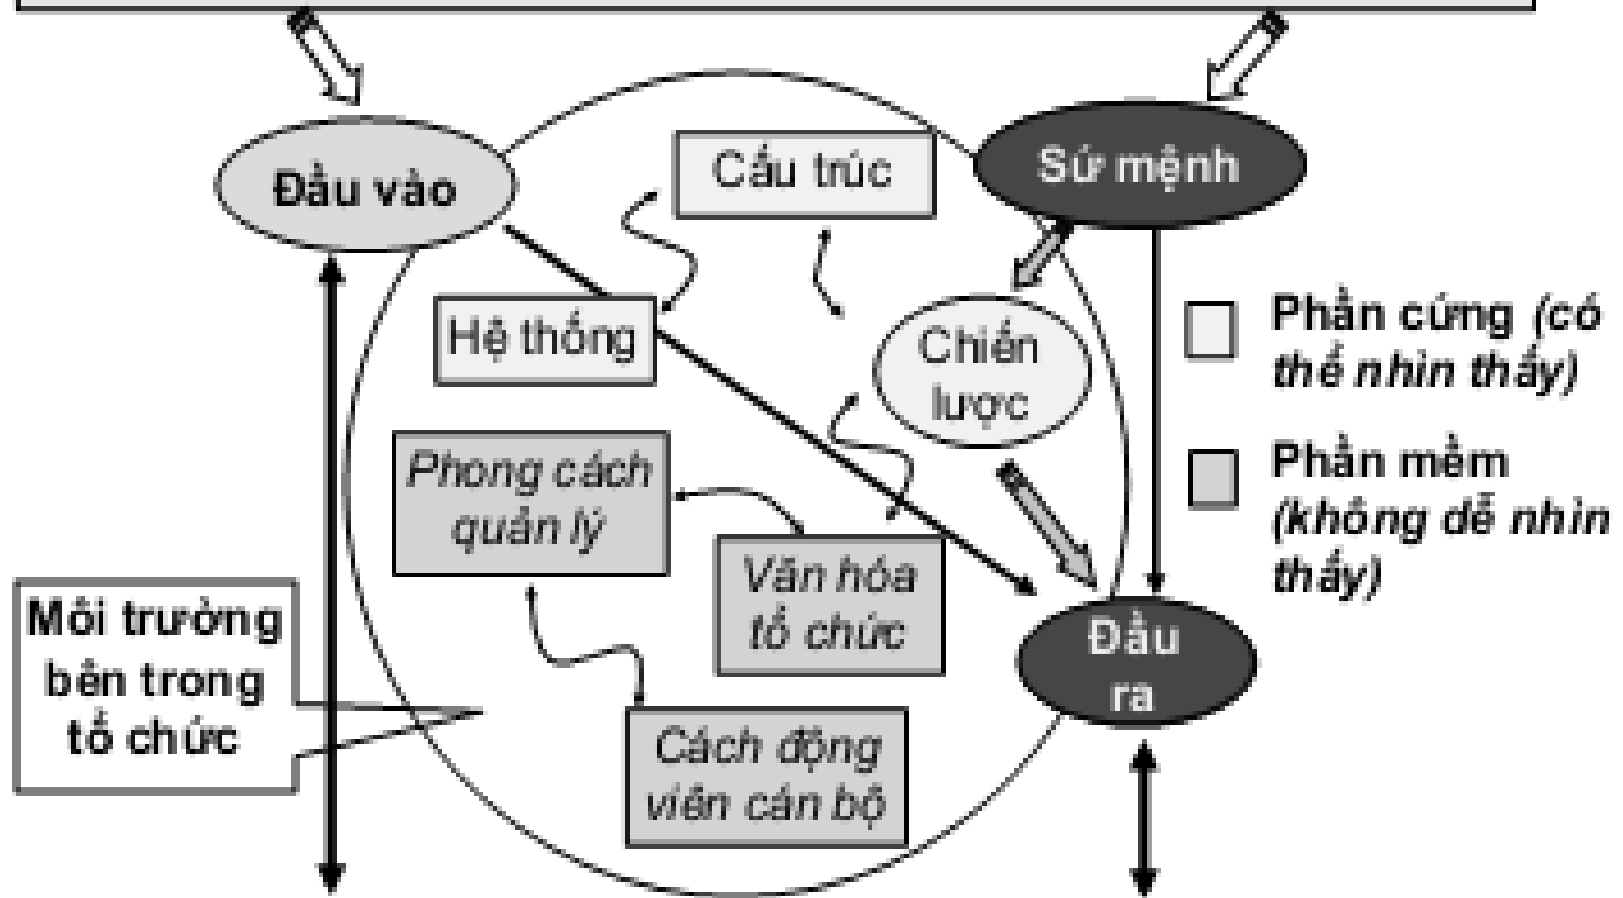 Đầu vào
Cấu trúc
Sứ mệnh
Hệ thống
Chiến
lược
Phần cứng (có
thể nhìn thấy)
Phần mềm
(không dễ nhìn
thấy)
Phong cách
quản lý
Văn hóa
tổ chức
Môi trường
bên trong
tổ chức
Đầu
ra
Cách động
viên cán bộ